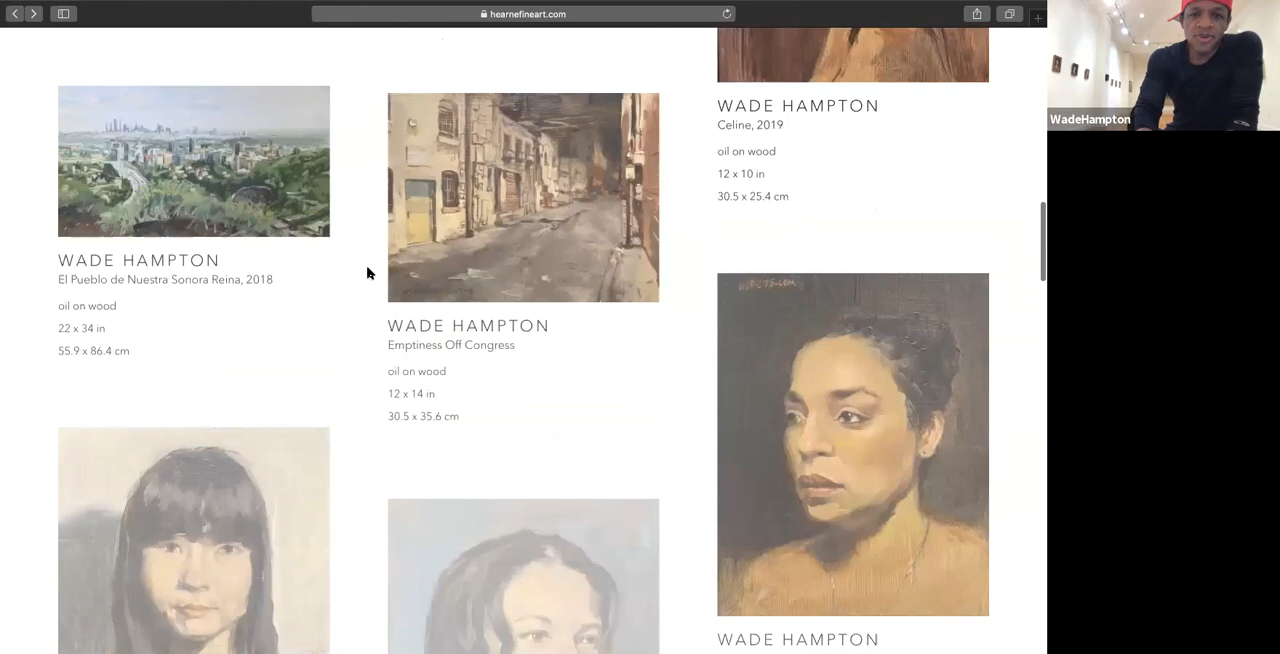 hearnefineart.com
WadeHampton
WADE HAMPTON
El Pueblo de Nuestra Sonora Reina, 2018
oil on wood
22 x 34 in
55.9 x 86.4 cm
WADE HAMPTON
Emptiness Off Congress
oil on wood
12 x 14 in
30.5 x 35.6 cm
WADE HAMPTON
Celine, 2019
oil on wood
12 x 10 in
30.5 x 25.4 cm
WADE HAMPTON